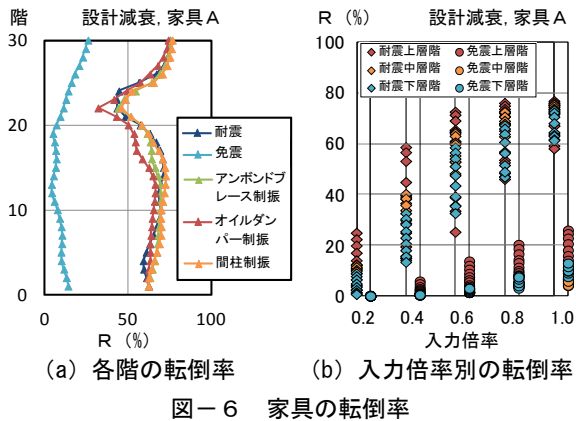 階
設計減衰, 家具A
30
20
10
0
0
50
100
R (%)
耐震
免震
アンボンドブ
レース制振
オイルダン
パー制振
間柱制振
(a) 各階の転倒率
R (%)
設計減衰, 家具A
100
80
60
40
20
0
0.2
0.4
0.6
0.8
1.0
入力倍率
耐震上層階
免震上層階
耐震中層階
免震中層階
耐震下層階
免震下層階
(b) 入力倍率別の転倒率
図-6 家具の転倒率